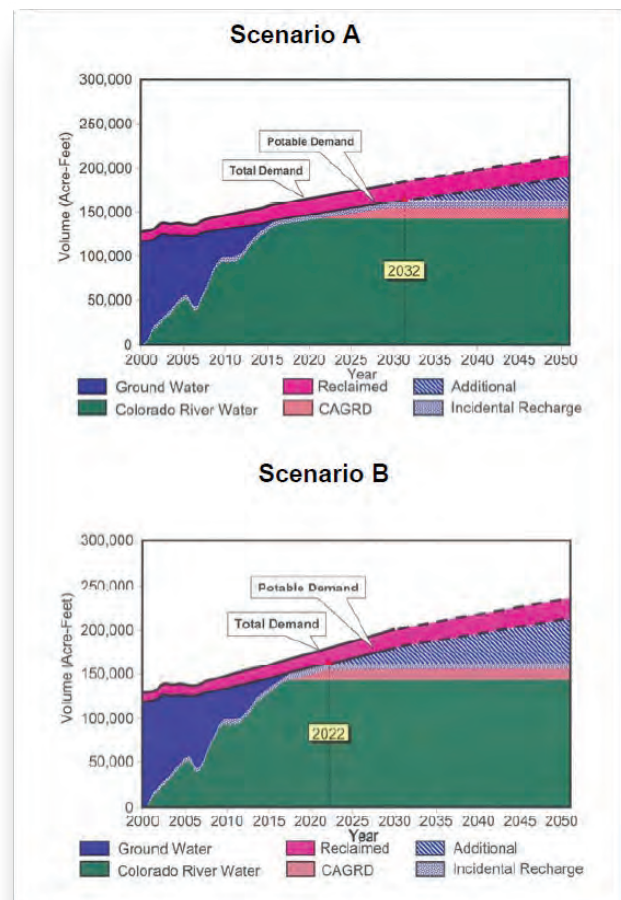 Scenario A
300,000
250,000
200,000
150,000
100,000
50,000
0
Volume (Acre-Feet)
Potable Demand
Total Demand
2032
2000 2005 2010 2015 2020 2025 2030 2035 2040 2045 2050
Year
Ground Water Reclaimed Additional
Colorado River Water CAGRD Incidental Recharge
Scenario B
300,000
250,000
200,000
150,000
100,000
50,000
0
Volume (Acre-Feet)
Potable Demand
Total Demand
2022
2000 2005 2010 2015 2020 2025 2030 2035 2040 2045 2050
Year
Ground Water Reclaimed Additional
Colorado River Water CAGRD Incidental Recharge